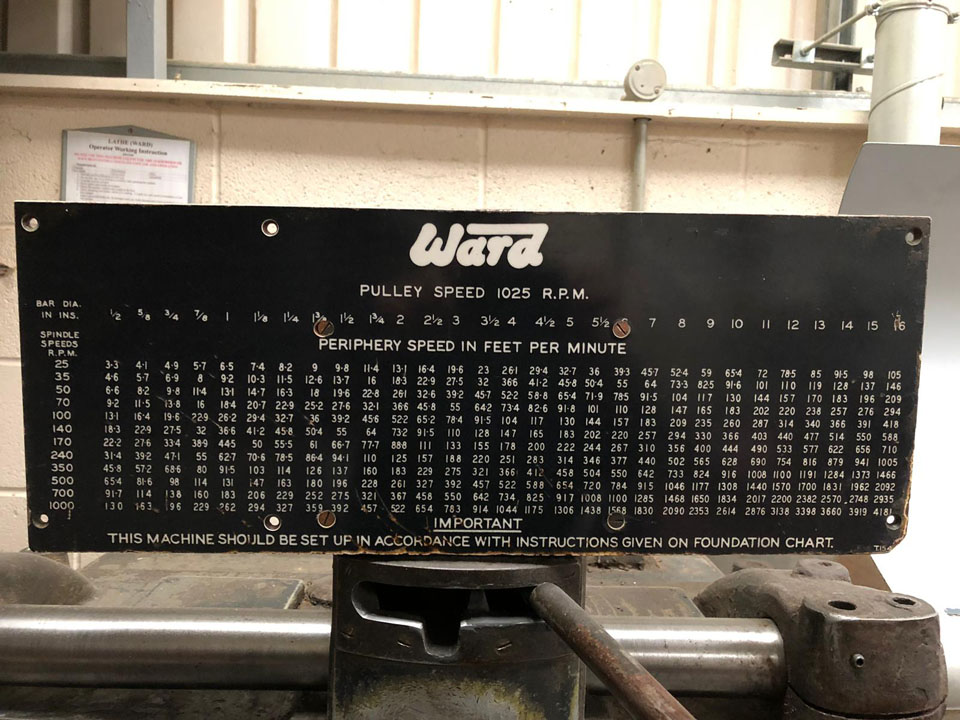 LATHE (WARD)
Operator Working Instruction
Ward
PULLEY SPEED 1025 R.P.M.
BAR DIA. IN INS. ½ ⅝ ¾ ⅞ 1 1⅛ 1¼ 1⅜ 1½ 1¾ 2 2½ 3 3½ 4 4½ 5 5½ 6 7 8 9 10 11 12 13 14 15 16
SPINDLE SPEEDS R.P.M. PERIPHERY SPEED IN FEET PER MINUTE
25 3·3 4·1 4·9 5·7 6·5 7·4 8·2 9 9·8 11·4 13·1 16·4 19·6 23 26·1 29·4 32·7 36 39·3 45·7 52·4 59 65·4 72 78·5 85 91·5 98 105
35 4·6 5·7 6·9 8 9·2 10·3 11·5 12·6 13·7 16 18·3 22·9 27·5 32 36·6 41·2 45·8 50·4 55 64 73·3 82·5 91·6 101 110 119 128 137 146
50 6·6 8·2 9·8 11·4 13·1 14·7 16·3 18 19·6 22·8 26·1 32·6 39·2 45·7 52·2 58·8 65·4 71·9 78·5 91·5 104 117 130 144 157 170 183 196 209
70 9·2 11·5 13·8 16 18·4 20·7 22·9 25·2 27·6 32·1 36·6 45·8 55 64·2 73·4 82·6 91·8 101 110 128 147 165 183 202 220 238 257 276 294
100 13·1 16·4 19·6 22·9 26·2 29·4 32·7 36 39·2 45·6 52·2 65·2 78·4 91·5 104 117 130 144 157 183 209 235 260 287 314 340 366 391 418
140 18·3 22·9 27·5 32 36·6 41·2 45·8 50·4 55 64 73·2 91·5 110 128 147 165 183 202 220 257 294 330 366 403 440 477 514 550 588
170 22·2 27·6 33·4 38·9 44·5 50 55·5 61 66·7 77·7 88·8 111 133 155 178 200 222 244 267 310 356 400 444 490 533 577 622 656 710
240 31·4 39·2 47·1 55 62·7 70·6 78·5 86·4 94·1 110 125 157 188 220 251 283 314 346 377 440 502 565 628 690 754 816 879 941 1005
350 45·8 57·2 68·6 80 91·5 103 114 126 137 160 183 229 275 321 366 412 458 504 550 642 733 824 916 1008 1100 1191 1284 1373 1466
500 65·4 81·6 98 114 131 147 163 180 196 228 261 327 392 457 522 588 654 720 784 915 1046 1177 1308 1440 1570 1700 1831 1962 2092
700 91·7 114 138 160 183 206 229 252 275 321 367 458 550 642 734 825 917 1008 1100 1285 1468 1650 1834 2017 2200 2382 2570 2748 2935
1000 130 163 196 229 262 294 327 359 392 457 522 654 783 914 1044 1175 1306 1438 1568 1830 2090 2353 2614 2876 3138 3398 3660 3919 4181
IMPORTANT
THIS MACHINE SHOULD BE SET UP IN ACCORDANCE WITH INSTRUCTIONS GIVEN ON FOUNDATION CHART.